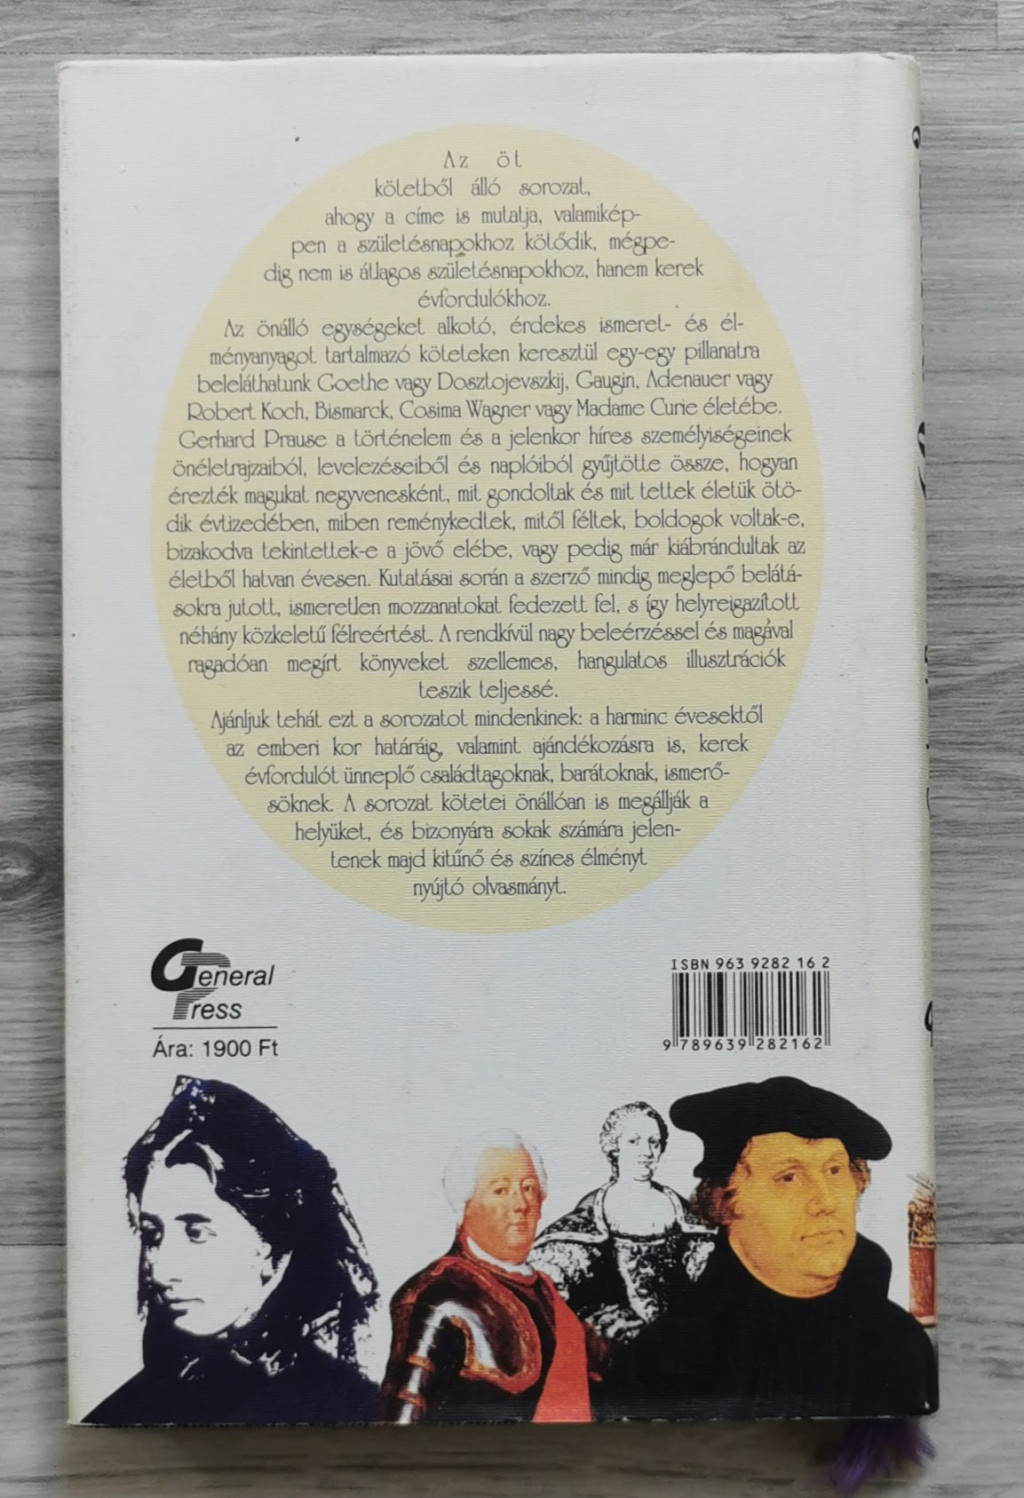 Az öt
kötetből álló sorozat,
ahogy a címe is mutatja, valamikép-
pen a születésnapokhoz kötődik, mégpe-
dig nem is átlagos születésnapokhoz, hanem kerek
évfordulókhoz.
Az önálló egységeket alkotó, érdekes ismeret- és él-
ményanyagot tartalmazó köteteken keresztül egy-egy pillanatra
beleláthatunk Goethe vagy Dosztojevszkij, Gaugin, Adenauer vagy
Robert Koch, Bismarck, Cosima Wagner vagy Madame Curie életébe.
Gerhard Prause a történelem és a jelenkor híres személyiségeinek
önéletrajzaiból, levelezéseiből és naplóiból gyűjtötte össze, hogyan
érezték magukat negyvenesként, mit gondoltak és mit tettek életük ötö-
dik évtizedében, miben reménykedtek, mitől féltek, boldogok voltak-e,
bizakodva tekintettek-e a jövő elébe, vagy pedig már kiábrándultak az
életből hatvan évesen. Kutatásai során a szerző mindig meglepő belátá-
sokra jutott, ismeretlen mozzanatokat fedezett fel, s így helyreigazított
néhány közkeletű félreértést. A rendkívül nagy beleérzéssel és magával
ragadóan megírt könyveket szellemes, hangulatos illusztrációk
teszik teljessé.
Ajánljuk tehát ezt a sorozatot mindenkinek: a harminc évesektől
az emberi kor határáig, valamint ajándékozásra is, kerek
évfordulót ünneplő családtagoknak, barátoknak, ismerő-
söknek. A sorozat kötetei önállóan is megállják a
helyüket, és bizonyára sokak számára jelen-
tenek majd kitűnő és színes élményt
nyújtó olvasmányt.
General
Press
Ára: 1900 Ft
ISBN 963 9282 16 2
9 789639 282162